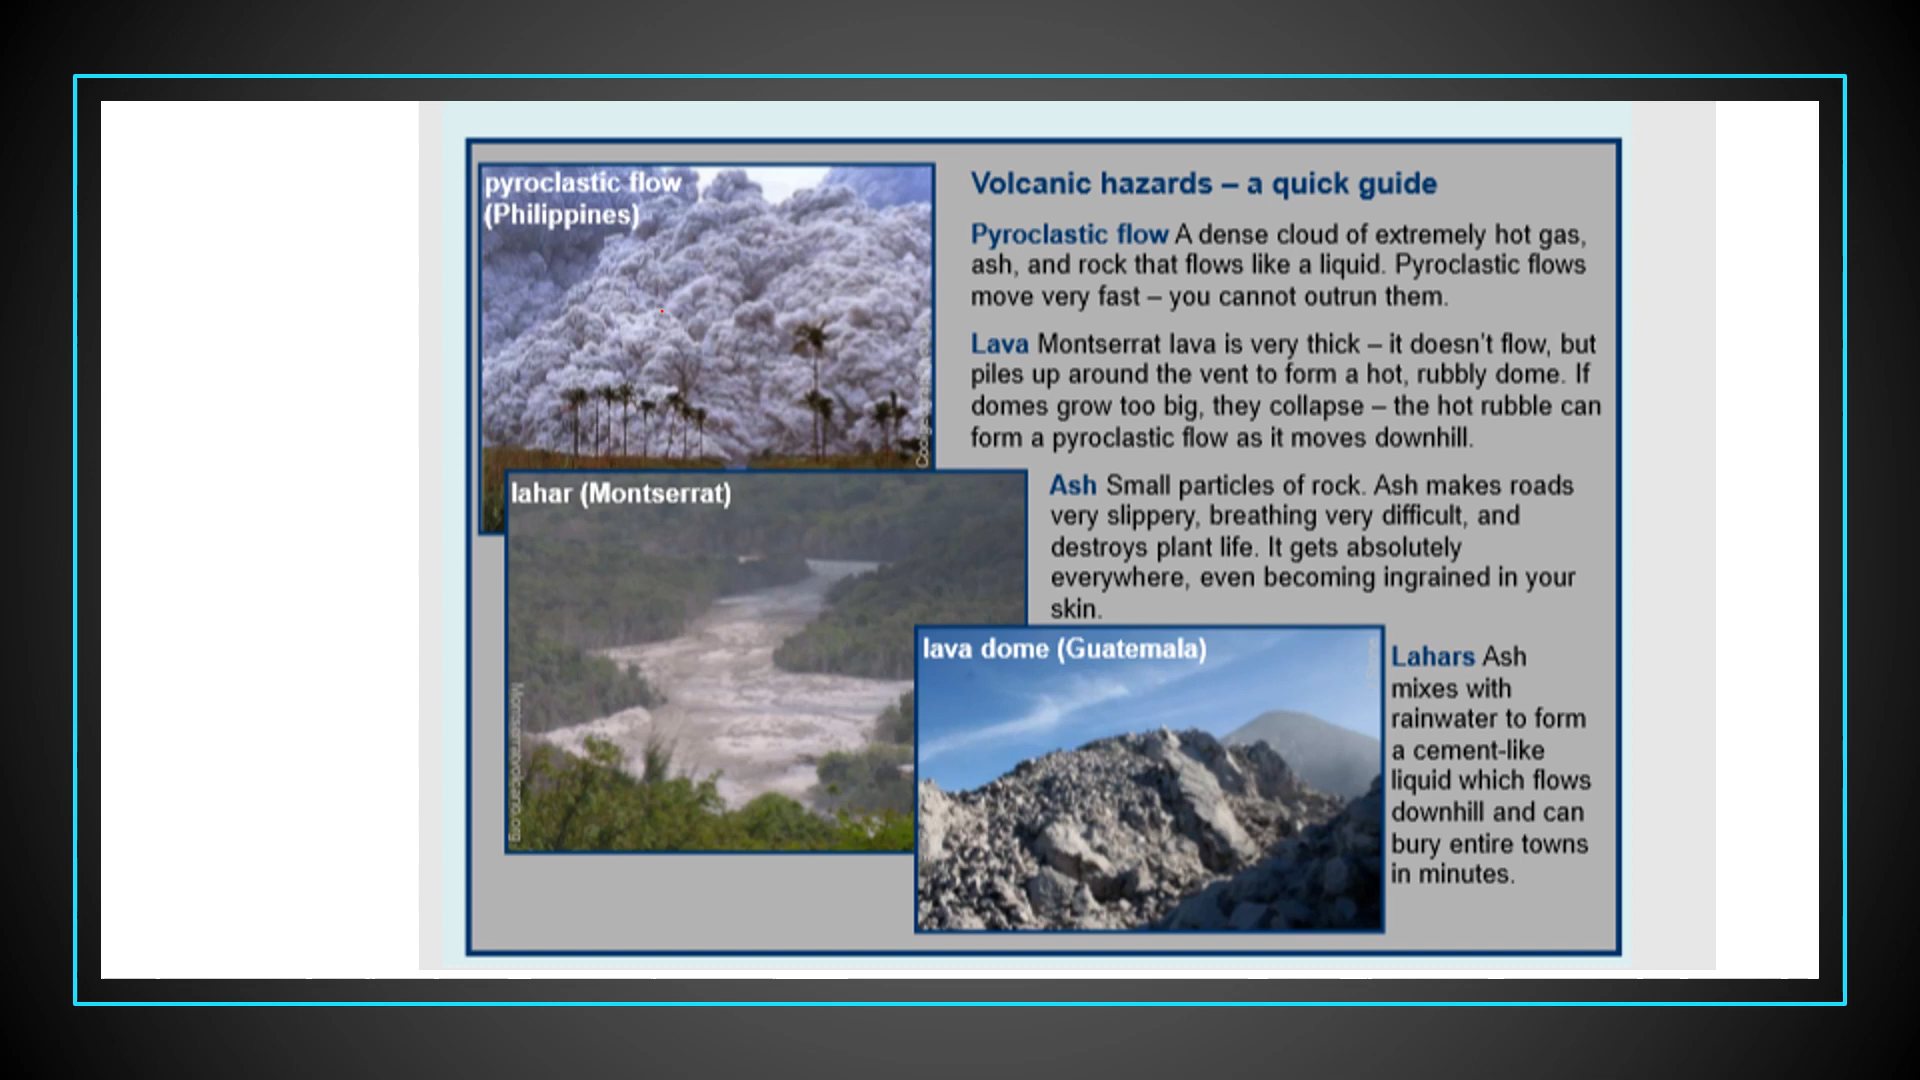 pyroclastic flow
(Philippines)
Volcanic hazards – a quick guide
Pyroclastic flow A dense cloud of extremely hot gas,
ash, and rock that flows like a liquid. Pyroclastic flows
move very fast – you cannot outrun them.
Lava Montserrat lava is very thick – it doesn't flow, but
piles up around the vent to form a hot, rubbly dome. If
domes grow too big, they collapse – the hot rubble can
form a pyroclastic flow as it moves downhill.
lahar (Montserrat)
Ash Small particles of rock. Ash makes roads
very slippery, breathing very difficult, and
destroys plant life. It gets absolutely
everywhere, even becoming ingrained in your
skin.
lava dome (Guatemala)
Lahars Ash
mixes with
rainwater to form
a cement-like
liquid which flows
downhill and can
bury entire towns
in minutes.